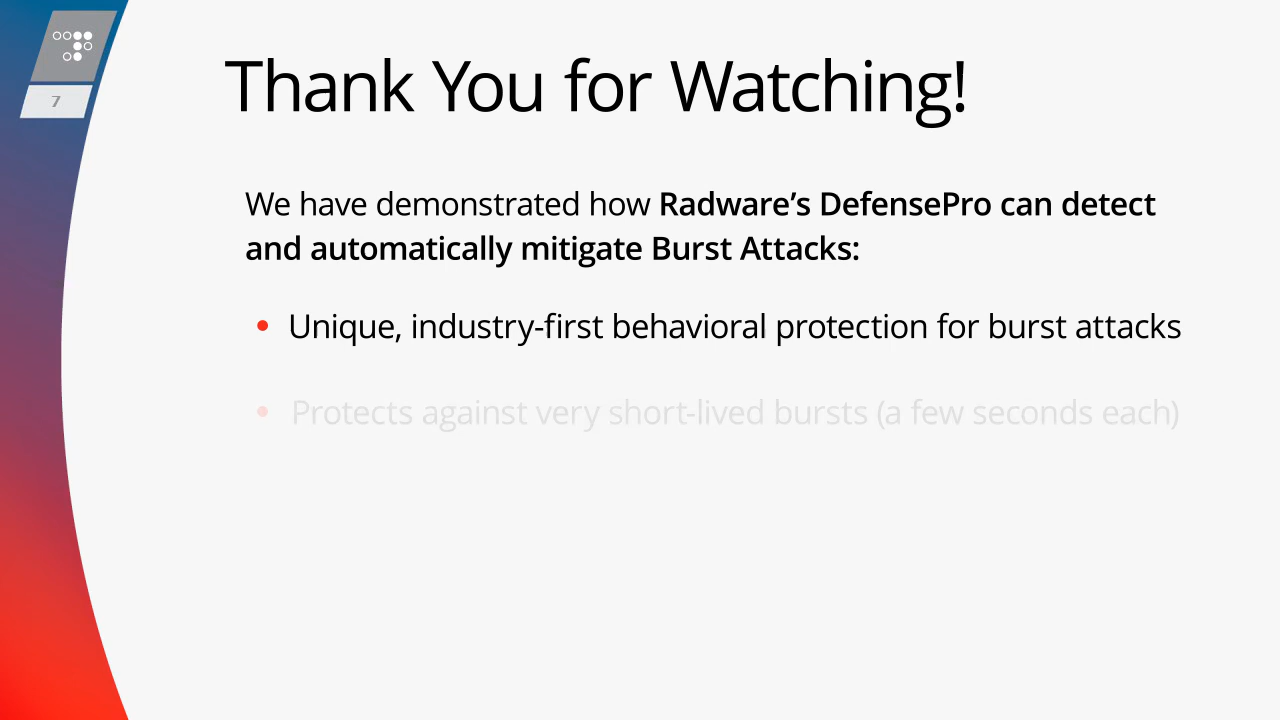 7
Thank You for Watching!
We have demonstrated how Radware’s DefensePro can detect
and automatically mitigate Burst Attacks:
• Unique, industry-first behavioral protection for burst attacks
• Protects against very short-lived bursts (a few seconds each)